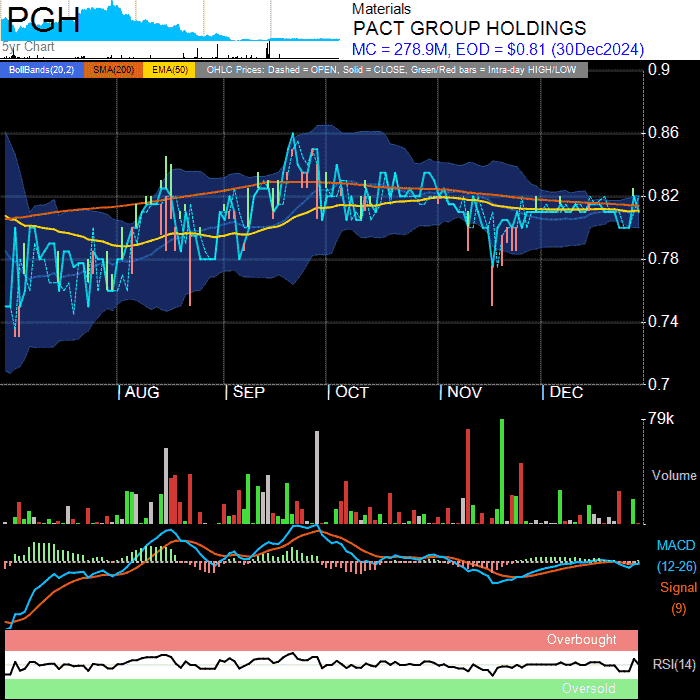 PGH
5yr Chart
Materials
PACT GROUP HOLDINGS
MC = 278.9M, EOD = $0.81 (30Dec2024)
BollBands(20,2) SMA(200) EMA(50) OHLC Prices: Dashed = OPEN, Solid = CLOSE, Green/Red bars = Intra-day HIGH/LOW
0.9
0.86
0.82
0.78
0.74
0.7
AUG SEP OCT NOV DEC
79k
Volume
MACD
(12-26)
Signal
(9)
Overbought
RSI(14)
Oversold